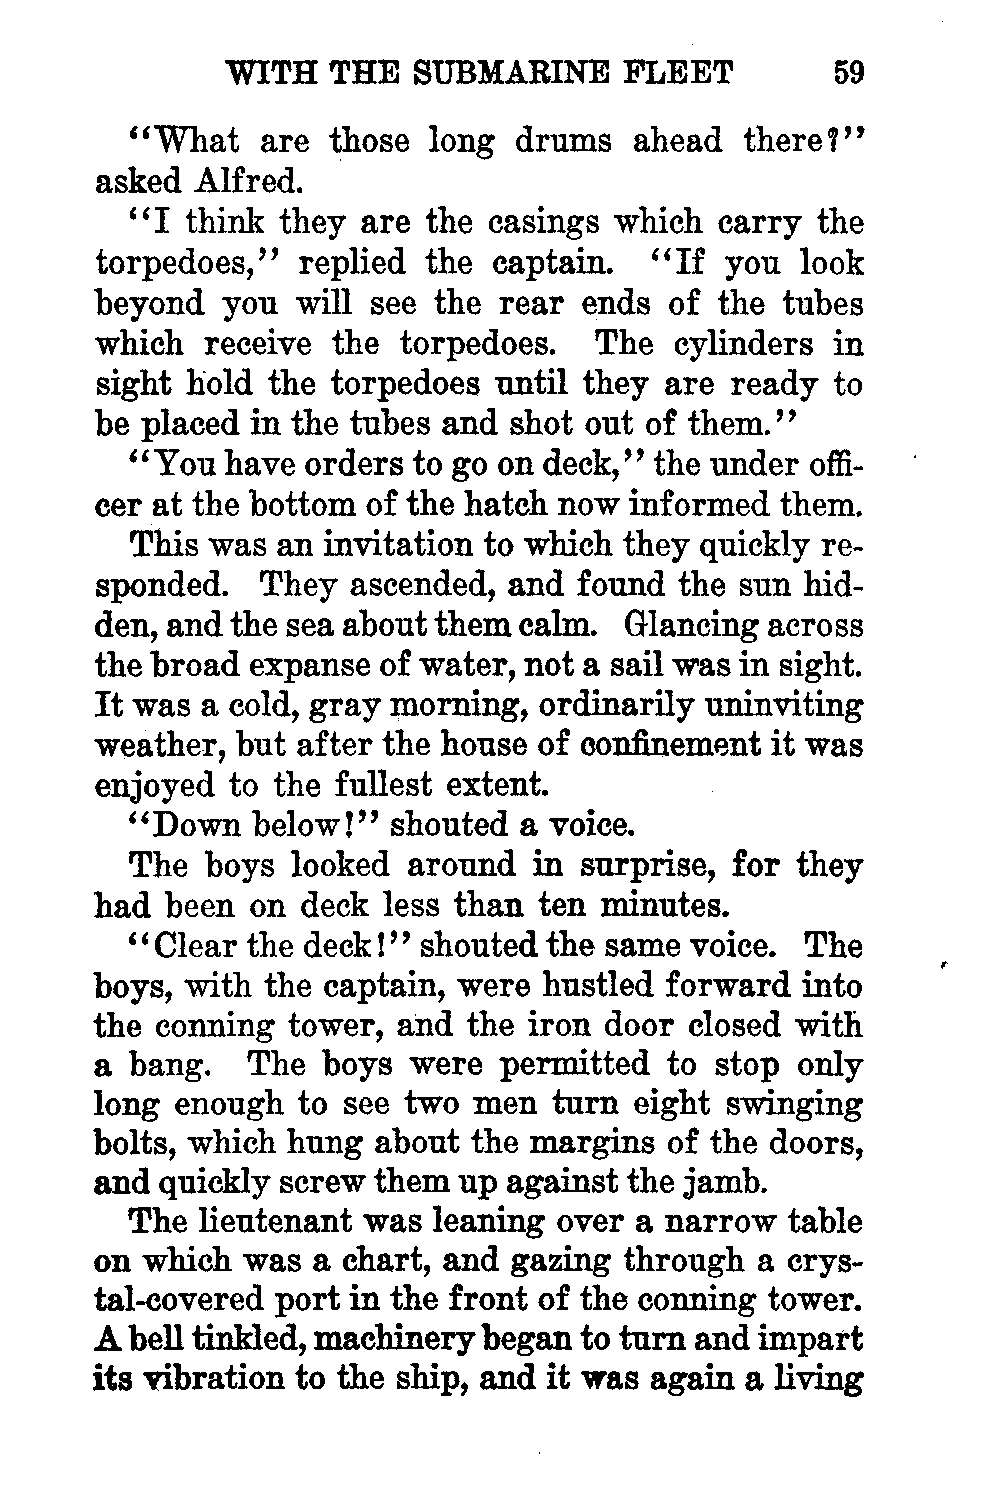 WITH THE SUBMARINE FLEET 59
"What are those long drums ahead there?"
asked Alfred.
"I think they are the casings which carry the
torpedoes," replied the captain. "If you look
beyond you will see the rear ends of the tubes
which receive the torpedoes. The cylinders in
sight hold the torpedoes until they are ready to
be placed in the tubes and shot out of them."
"You have orders to go on deck," the under offi-
cer at the bottom of the hatch now informed them.
This was an invitation to which they quickly re-
sponded. They ascended, and found the sun hid-
den, and the sea about them calm. Glancing across
the broad expanse of water, not a sail was in sight.
It was a cold, gray morning, ordinarily uninviting
weather, but after the house of confinement it was
enjoyed to the fullest extent.
"Down below!" shouted a voice.
The boys looked around in surprise, for they
had been on deck less than ten minutes.
"Clear the deck!" shouted the same voice. The
boys, with the captain, were hustled forward into
the conning tower, and the iron door closed with
a bang. The boys were permitted to stop only
long enough to see two men turn eight swinging
bolts, which hung about the margins of the doors,
and quickly screw them up against the jamb.
The lieutenant was leaning over a narrow table
on which was a chart, and gazing through a crys-
tal-covered port in the front of the conning tower.
A bell tinkled, machinery began to turn and impart
its vibration to the ship, and it was again a living